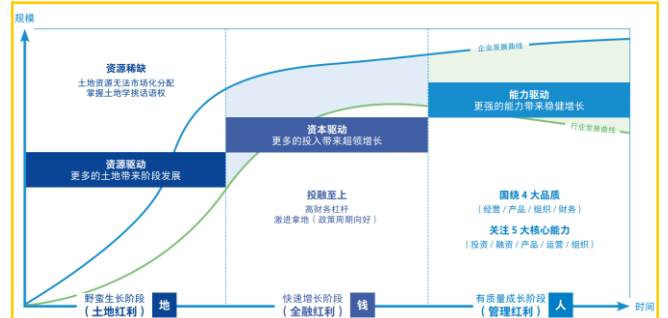 规模
企业发展曲线
资源稀缺
土地资源无法市场化分配
掌握土地学挑话语权
能力驱动
更强的能力带来稳健增长
资本驱动
更多的投入带来超领增长
行业发展曲线
资源驱动
更多的土地带来阶段发展
投融至上
高财务杠杆
激进拿地（政策周期向好）
国绕 4 大品质
（经营 / 产品 / 组织 / 财务）
关注 5 大核心能力
（投资 / 融资 / 产品 / 运营 / 组织）
野蛮生长阶段
（土地红利）
地
快速增长阶段
（金融红利）
钱
有质量成长阶段
（管理红利）
人
时间